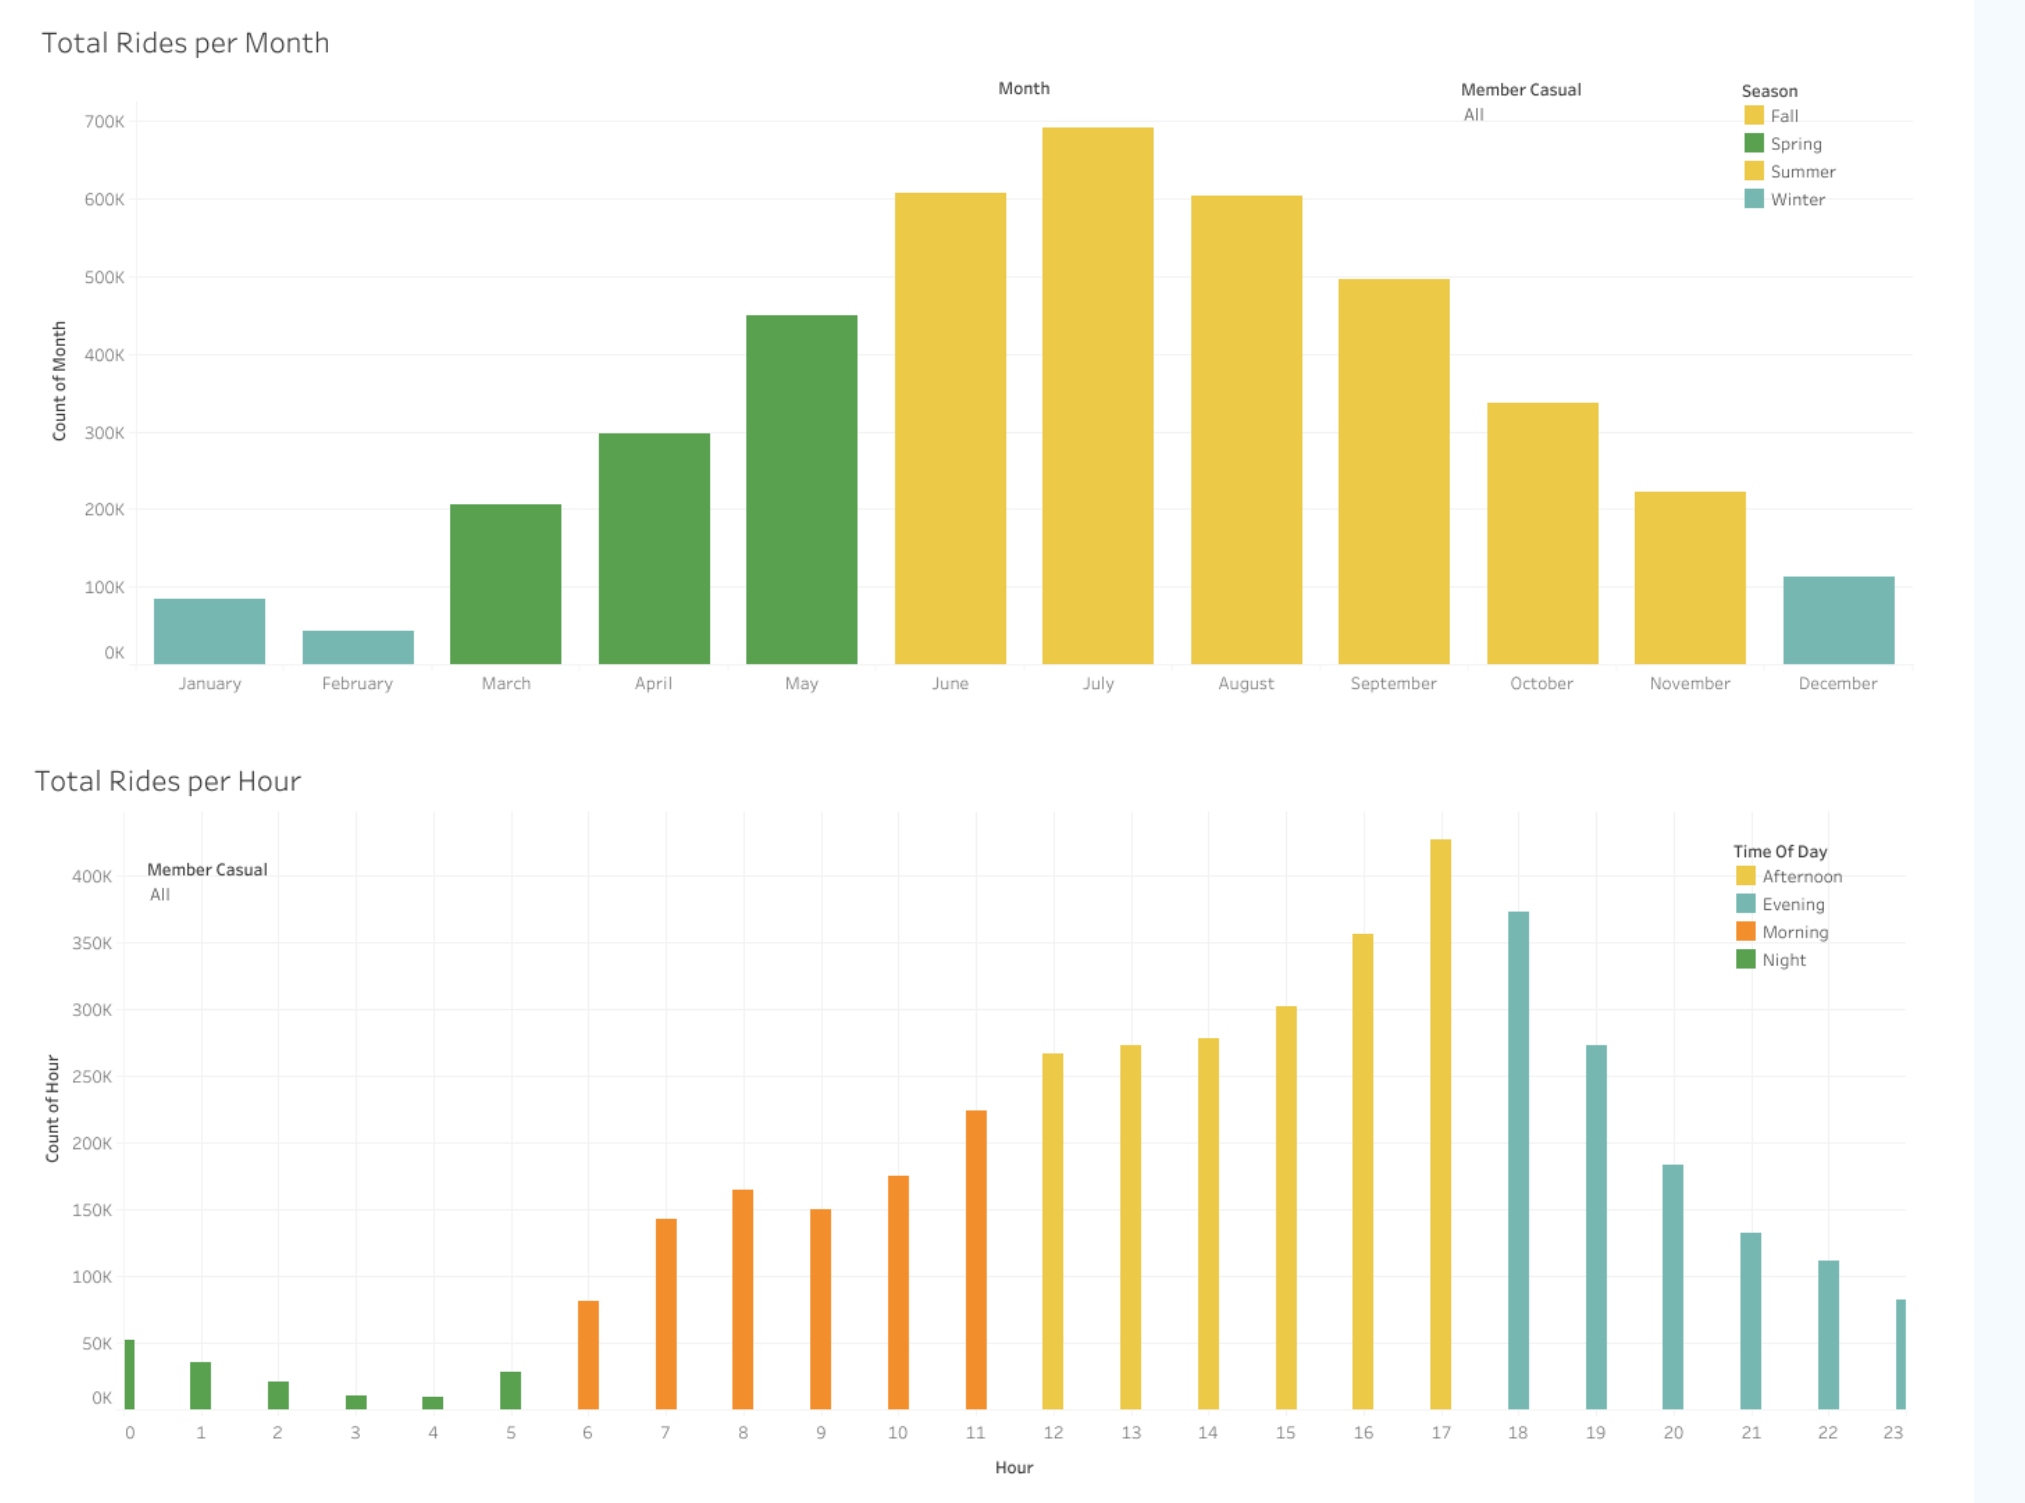 Total Rides per Month
Month
Member Casual
All
Season
Fall
Spring
Summer
Winter
Count of Month
700K
600K
500K
400K
300K
200K
100K
0K
January February March April May June July August September October November December
Total Rides per Hour
Member Casual
All
Time Of Day
Afternoon
Evening
Morning
Night
Count of Hour
400K
350K
300K
250K
200K
150K
100K
50K
0K
0 1 2 3 4 5 6 7 8 9 10 11 12 13 14 15 16 17 18 19 20 21 22 23
Hour